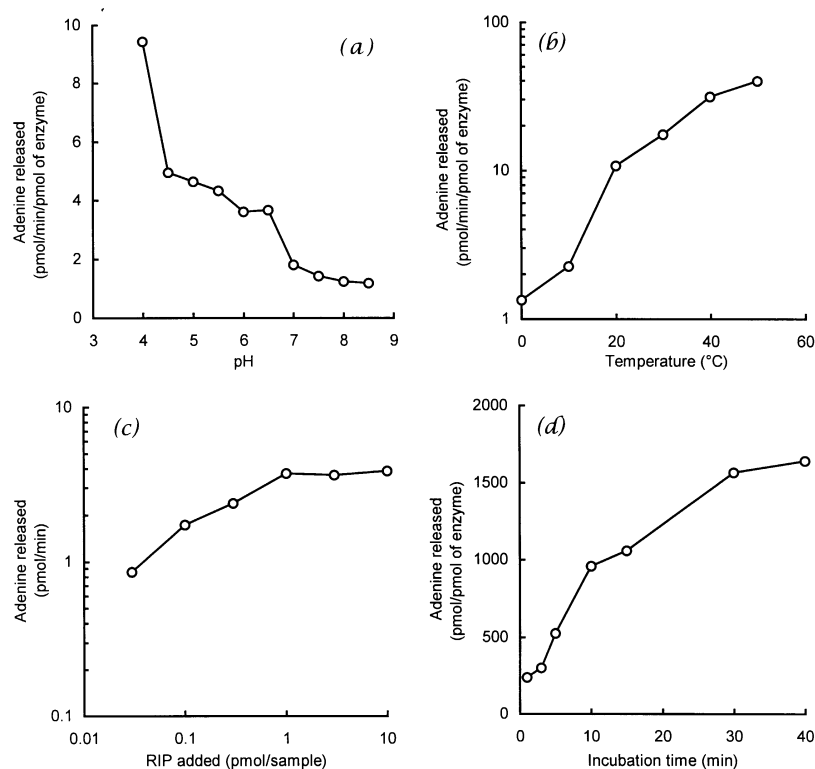 (a)
10
8
6
4
2
0
3 4 5 6 7 8 9
pH
Adenine released
(pmol/min/pmol of enzyme)
(b)
100
10
1
0 20 40 60
Temperature (°C)
Adenine released
(pmol/min/pmol of enzyme)
(c)
10
1
0.1
0.01 0.1 1 10
RIP added (pmol/sample)
Adenine released
(pmol/min)
(d)
2000
1500
1000
500
0
0 10 20 30 40
Incubation time (min)
Adenine released
(pmol/pmol of enzyme)